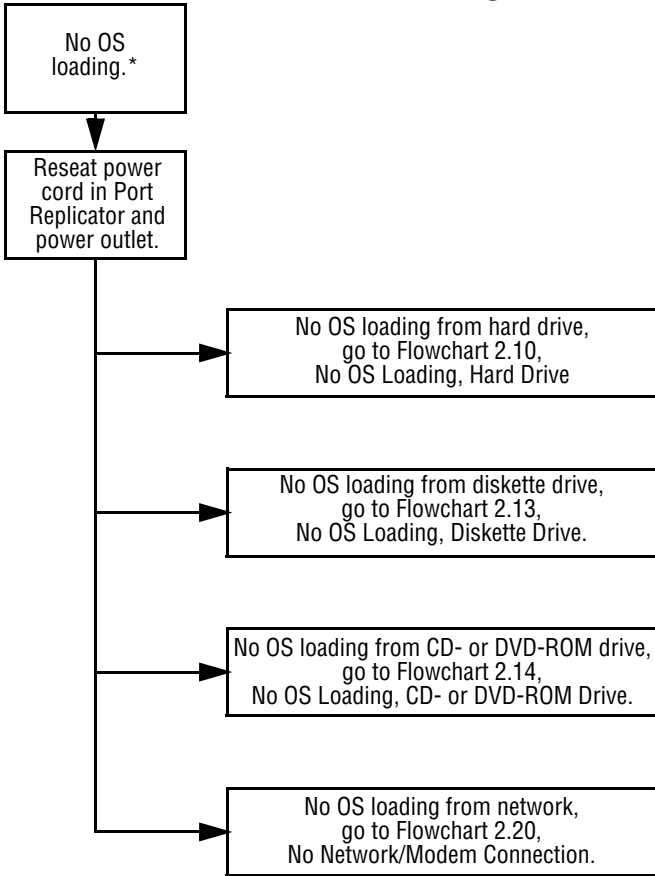 No OS
loading.*
Reseat power
cord in Port
Replicator and
power outlet.
No OS loading from hard drive,
go to Flowchart 2.10,
No OS Loading, Hard Drive
No OS loading from diskette drive,
go to Flowchart 2.13,
No OS Loading, Diskette Drive.
No OS loading from CD- or DVD-ROM drive,
go to Flowchart 2.14,
No OS Loading, CD- or DVD-ROM Drive.
No OS loading from network,
go to Flowchart 2.20,
No Network/Modem Connection.